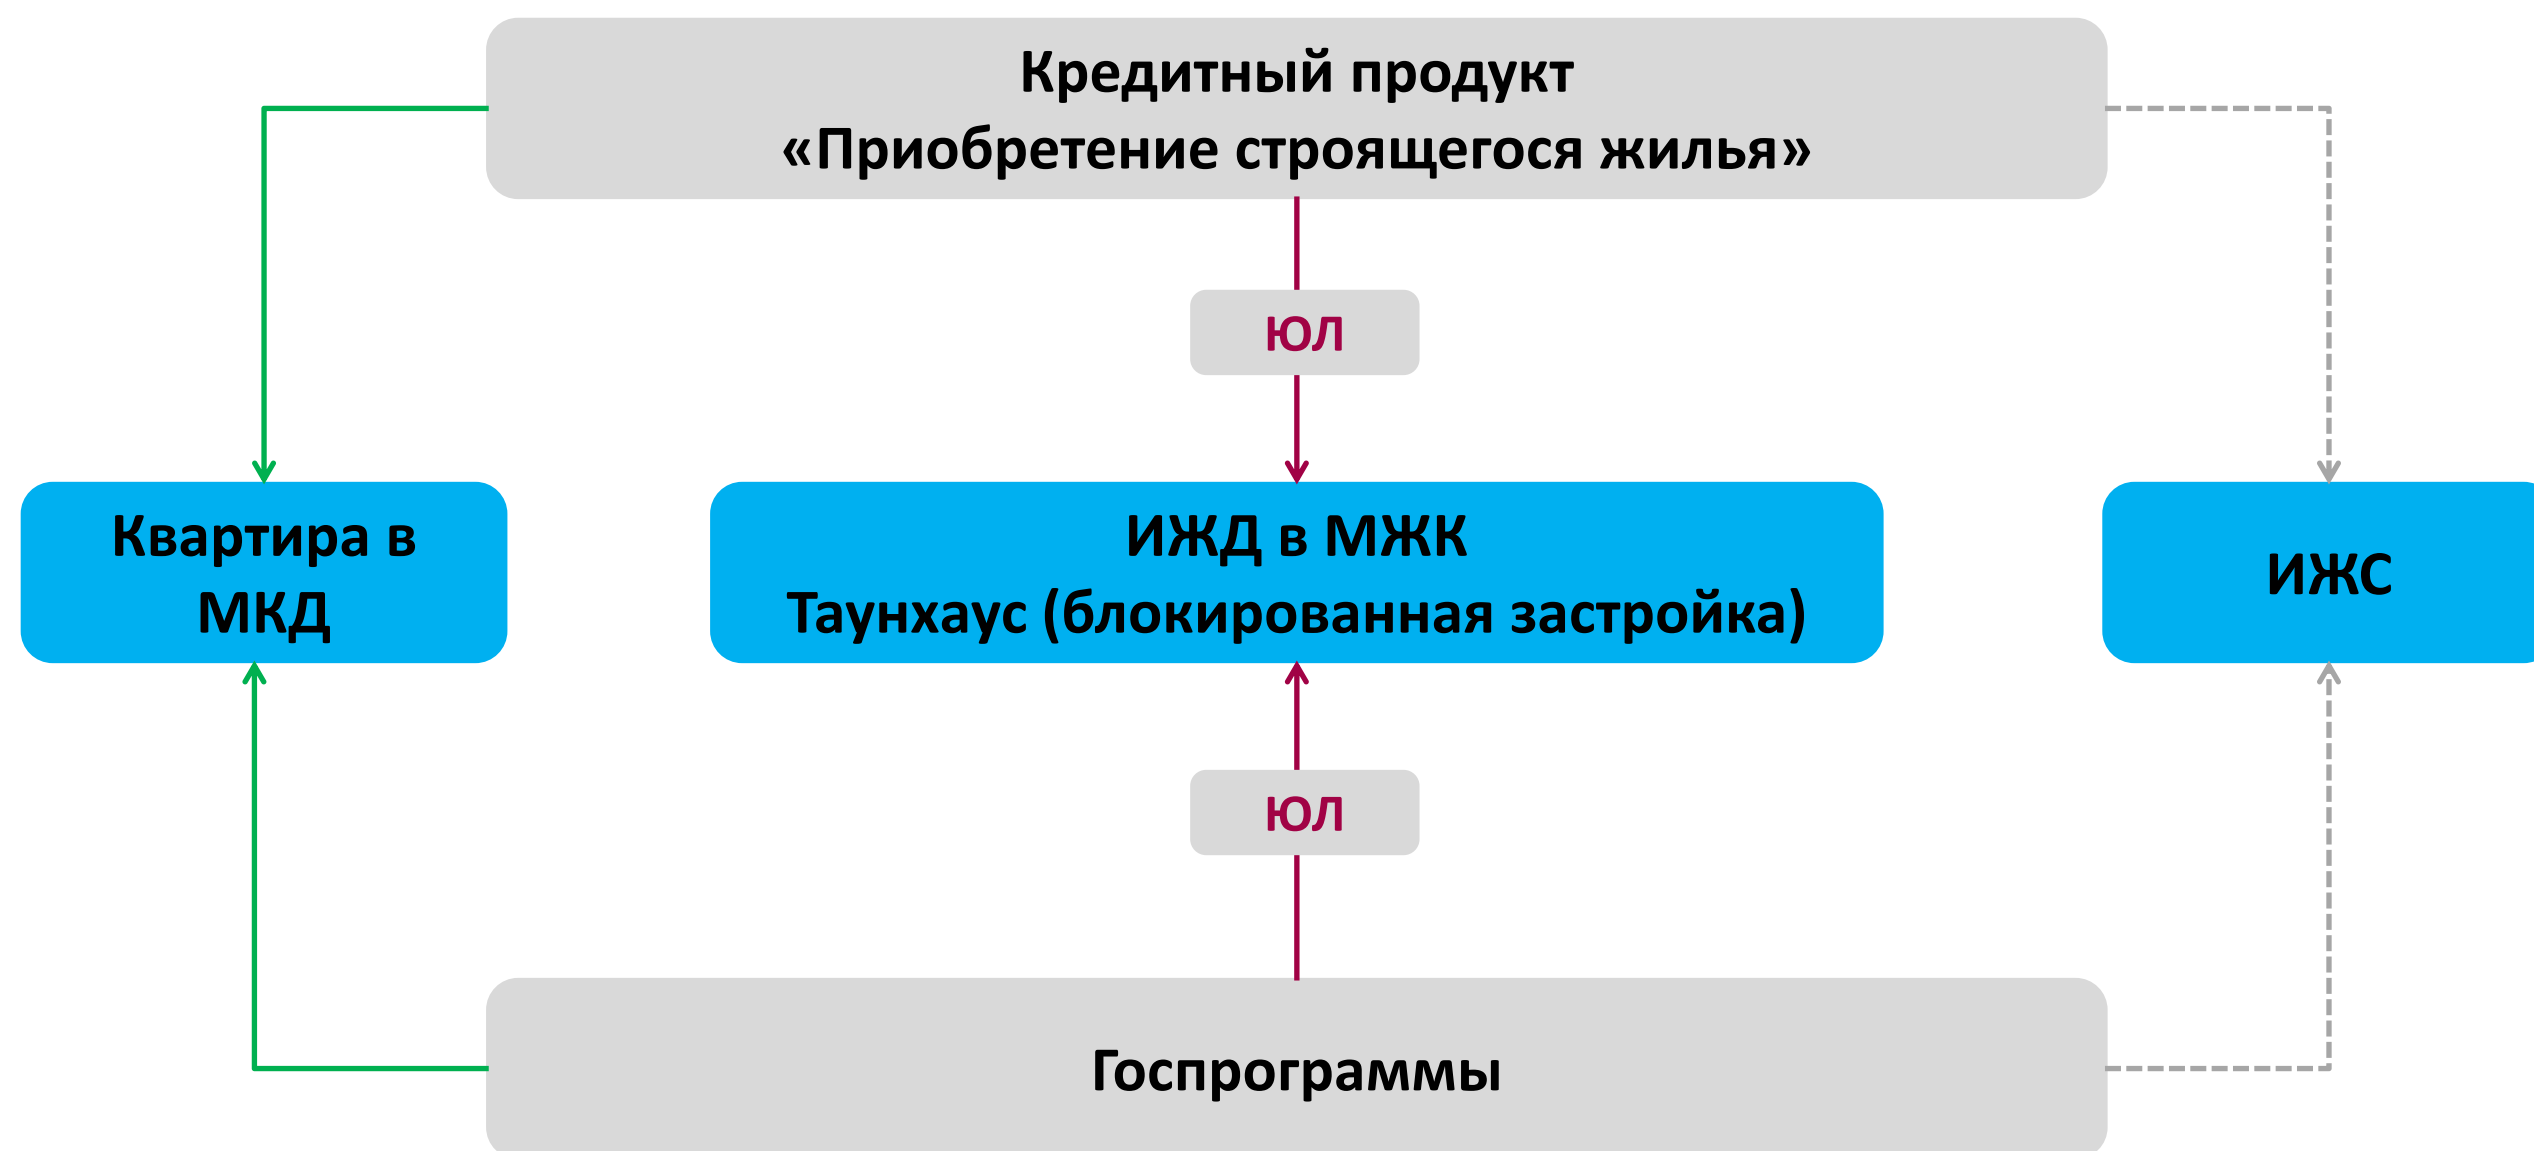 Кредитный продукт
«Приобретение строящегося жилья»
ЮЛ
Квартира в
МКД
ИЖД в МЖК
Таунхаус (блокированная застройка)
ИЖС
ЮЛ
Госпрограммы